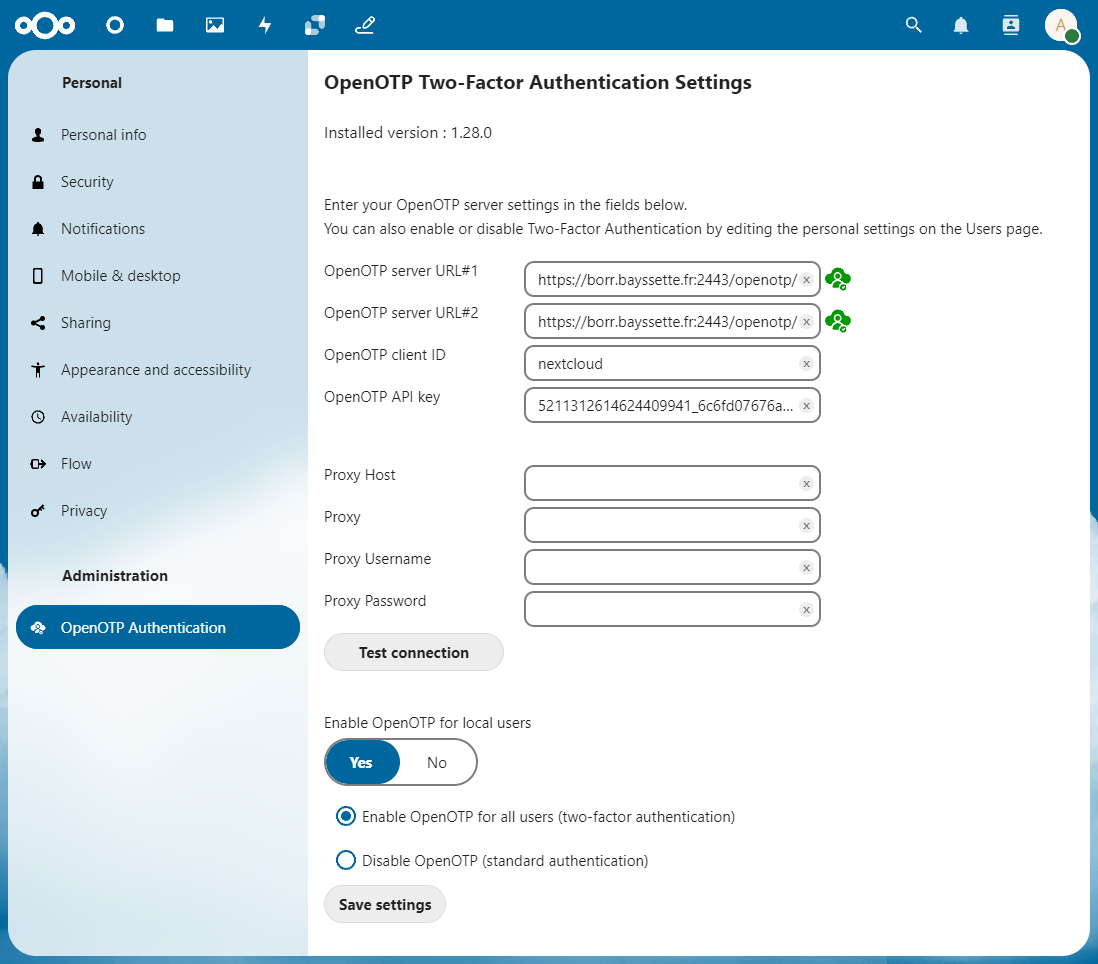 A
Personal
Personal info
Security
Notifications
Mobile & desktop
Sharing
Appearance and accessibility
Availability
Flow
Privacy
Administration
OpenOTP Authentication
OpenOTP Two-Factor Authentication Settings
Installed version : 1.28.0
Enter your OpenOTP server settings in the fields below.
You can also enable or disable Two-Factor Authentication by editing the personal settings on the Users page.
OpenOTP server URL#1 https://borr.bayssette.fr:2443/openotp/ x
OpenOTP server URL#2 https://borr.bayssette.fr:2443/openotp/ x
OpenOTP client ID nextcloud x
OpenOTP API key 5211312614624409941_6c6fd07676a... x
Proxy Host x
Proxy x
Proxy Username x
Proxy Password x
Test connection
Enable OpenOTP for local users
Yes No
Enable OpenOTP for all users (two-factor authentication)
Disable OpenOTP (standard authentication)
Save settings